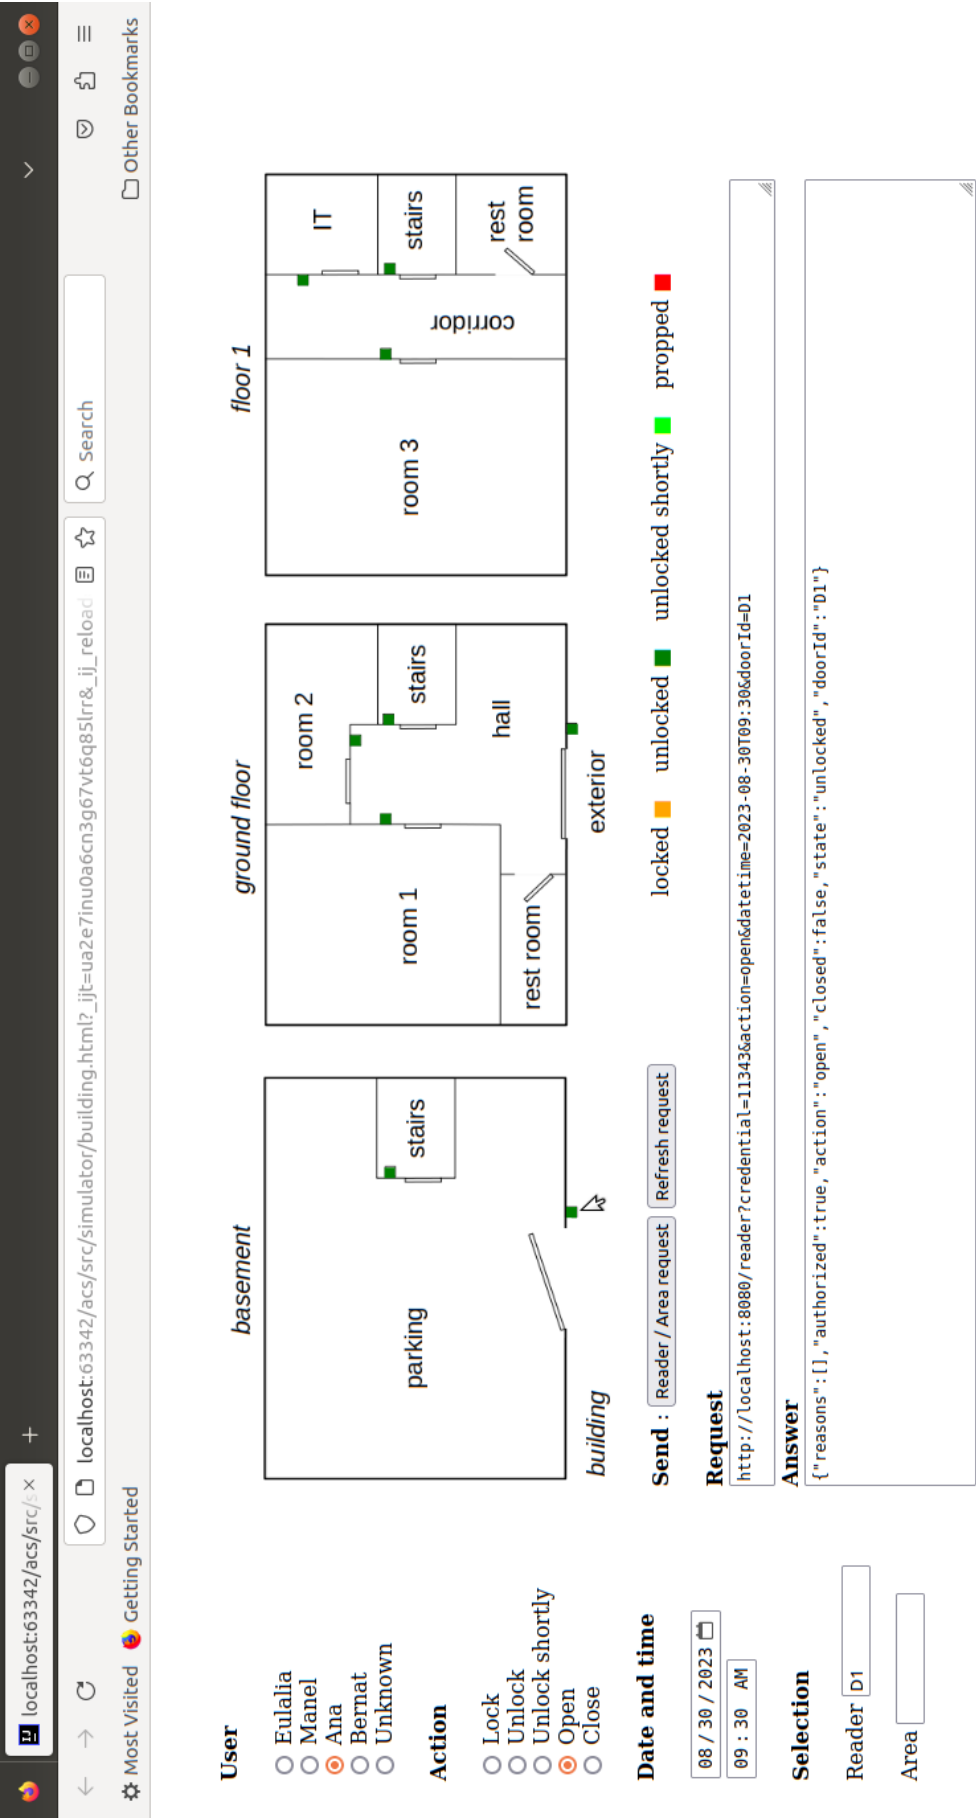 localhost:63342/acs/src/s
localhost:63342/acs/src/simulator/building.html?_ijt=ua2e7inu0a6cn3g67vt6q85lrr&_ij_reload
Search
Most Visited
Getting Started
Other Bookmarks
User
Eulalia
Manel
Ana
Bernat
Unknown
Action
Lock
Unlock
Unlock shortly
Open
Close
Date and time
08/30/2023
09:30 AM
Selection
Reader D1
Area
basement
ground floor
floor 1
parking
stairs
room 1
room 2
stairs
hall
rest room
exterior
room 3
corridor
IT
stairs
rest
room
building
locked
unlocked
unlocked shortly
propped
Send : Reader / Area request Refresh request
Request
http://localhost:8080/reader?credential=11343&action=open&datetime=2023-08-30T09:30&doorId=D1
Answer
{"reasons":[],"authorized":true,"action":"open","closed":false,"state":"unlocked","doorId":"D1"}